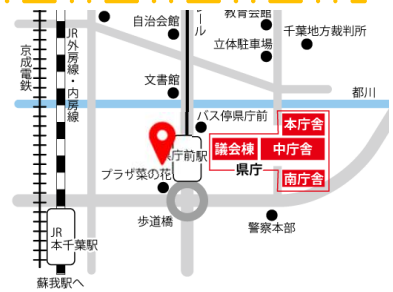 自治会館
ール
教育会館
千葉地方裁判所
立体駐車場
京成電鉄
JR外房線・内房線
文書館
都川
バス停県庁前
本庁舎
議会棟
中庁舎
県庁
南庁舎
庁前駅
プラザ菜の花
歩道橋
警察本部
JR
本千葉駅
蘇我駅へ